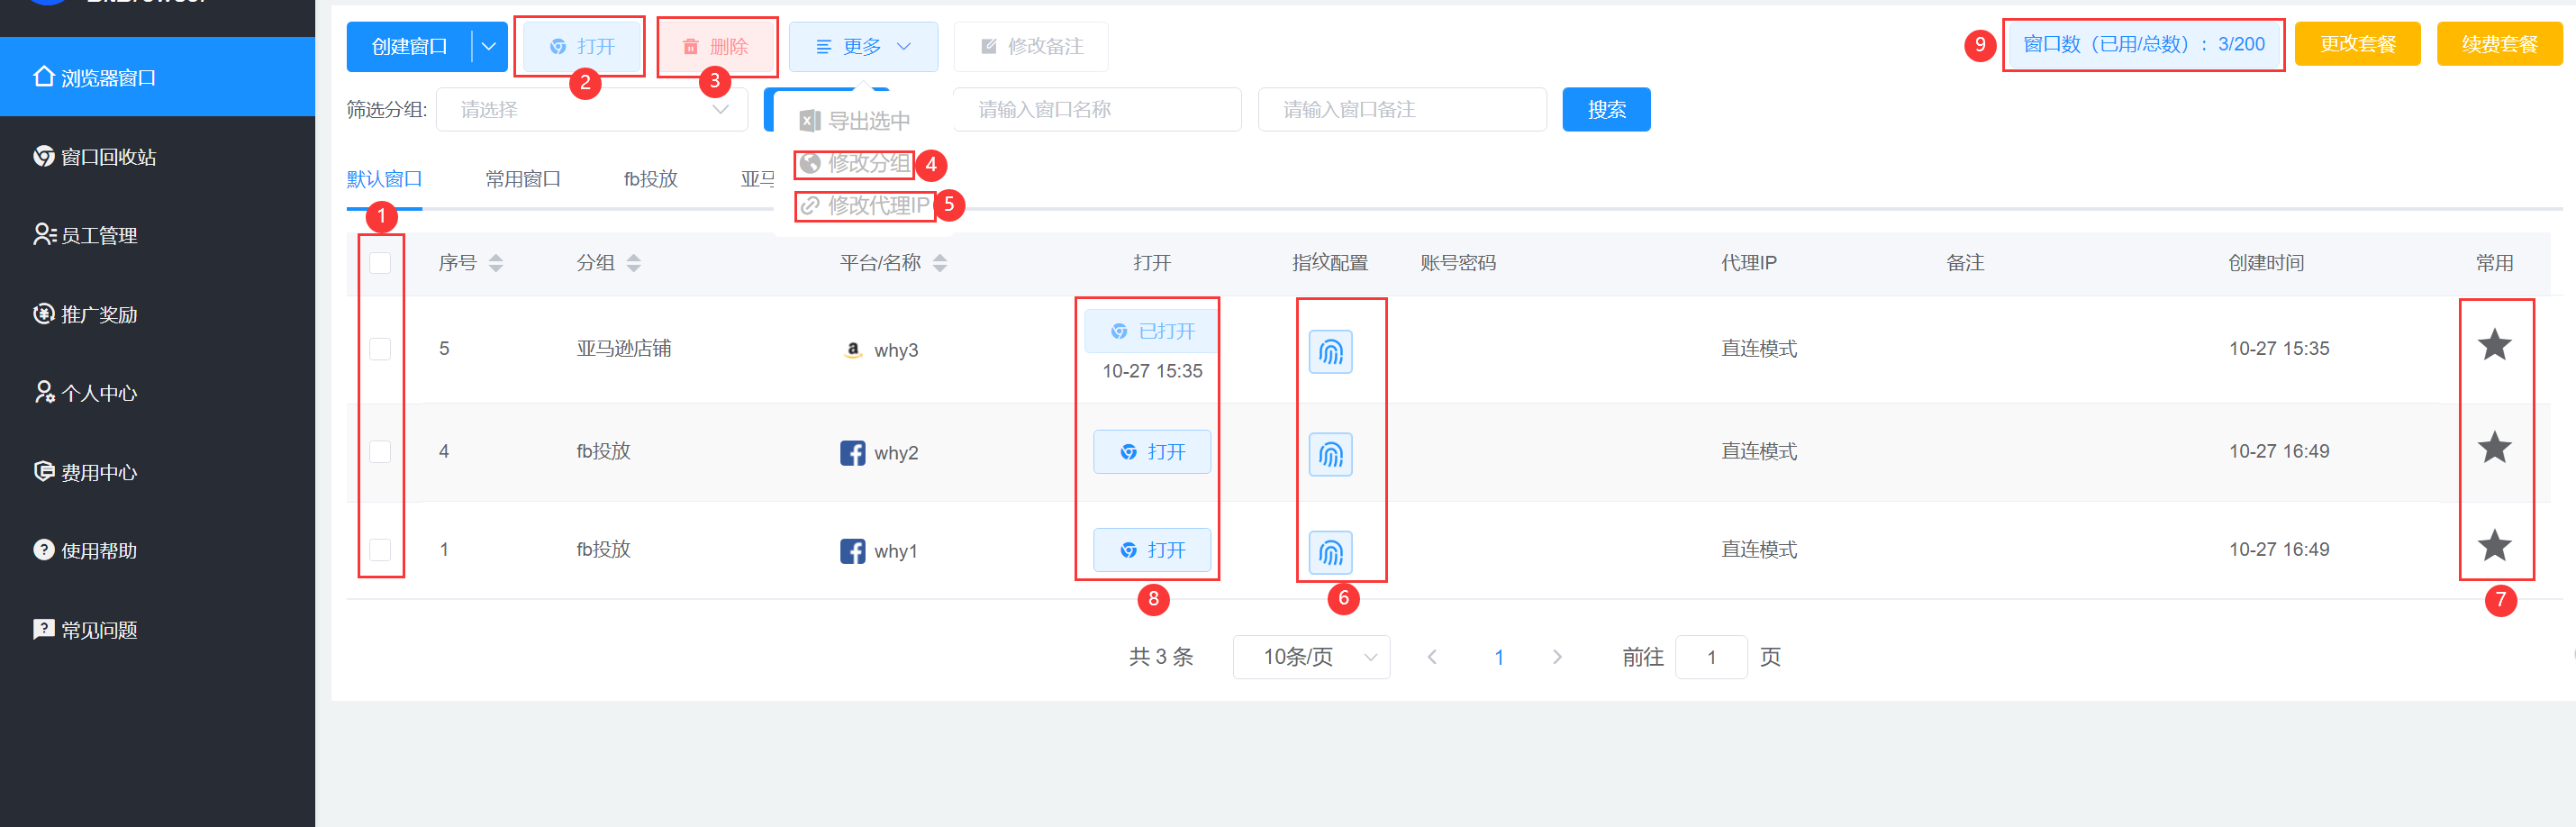 创建窗口
打开
删除
更多
修改备注
9
窗口数（已用/总数）：3/200
更改套餐
续费套餐
2
3
筛选分组:
请选择
请输入窗口名称
请输入窗口备注
搜索
导出选中
修改分组
4
修改代理IP
5
浏览器窗口
窗口回收站
员工管理
推广奖励
个人中心
费用中心
使用帮助
常见问题
默认窗口
常用窗口
fb投放
亚马
1
序号
分组
平台/名称
打开
指纹配置
账号密码
代理IP
备注
创建时间
常用
5
亚马逊店铺
why3
已打开
10-27 15:35
直连模式
10-27 15:35
4
fb投放
why2
打开
直连模式
10-27 16:49
1
fb投放
why1
打开
直连模式
10-27 16:49
8
6
7
共 3 条
10条/页
1
前往
1
页